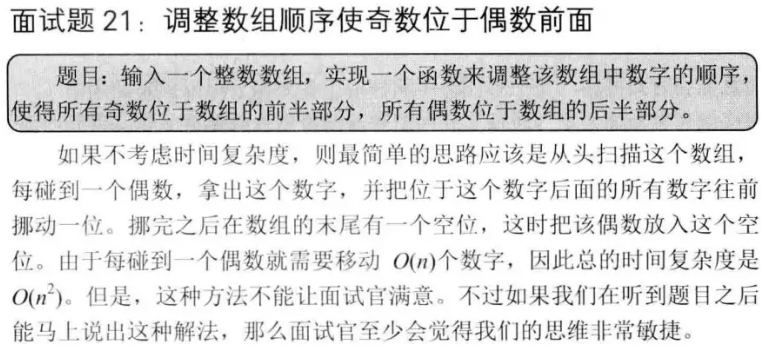 面试题 21：调整数组顺序使奇数位于偶数前面
题目：输入一个整数数组，实现一个函数来调整该数组中数字的顺序，
使得所有奇数位于数组的前半部分，所有偶数位于数组的后半部分。
如果不考虑时间复杂度，则最简单的思路应该是从头扫描这个数组，
每碰到一个偶数，拿出这个数字，并把位于这个数字后面的所有数字往前
挪动一位。挪完之后在数组的末尾有一个空位，这时把该偶数放入这个空
位。由于每碰到一个偶数就需要移动 O(n)个数字，因此总的时间复杂度是
O(n²)。但是，这种方法不能让面试官满意。不过如果我们在听到题目之后
能马上说出这种解法，那么面试官至少会觉得我们的思维非常敏捷。